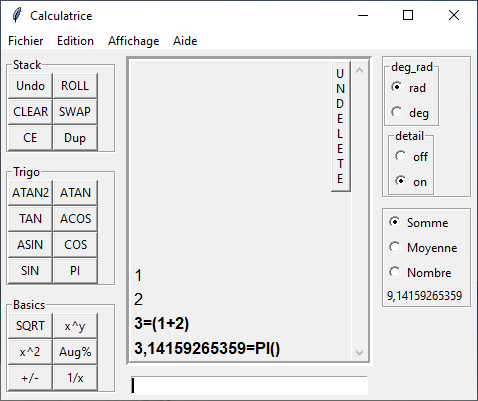 Calculatrice
Fichier Edition Affichage Aide
Stack
Undo ROLL
CLEAR SWAP
CE Dup
Trigo
ATAN2 ATAN
TAN ACOS
ASIN COS
SIN PI
Basics
SQRT x^y
x^2 Aug%
+/- 1/x
UNDELETE
1
2
3=(1+2)
3,14159265359=PI()
deg_rad
rad
deg
detail
off
on
Somme
Moyenne
Nombre
9,14159265359